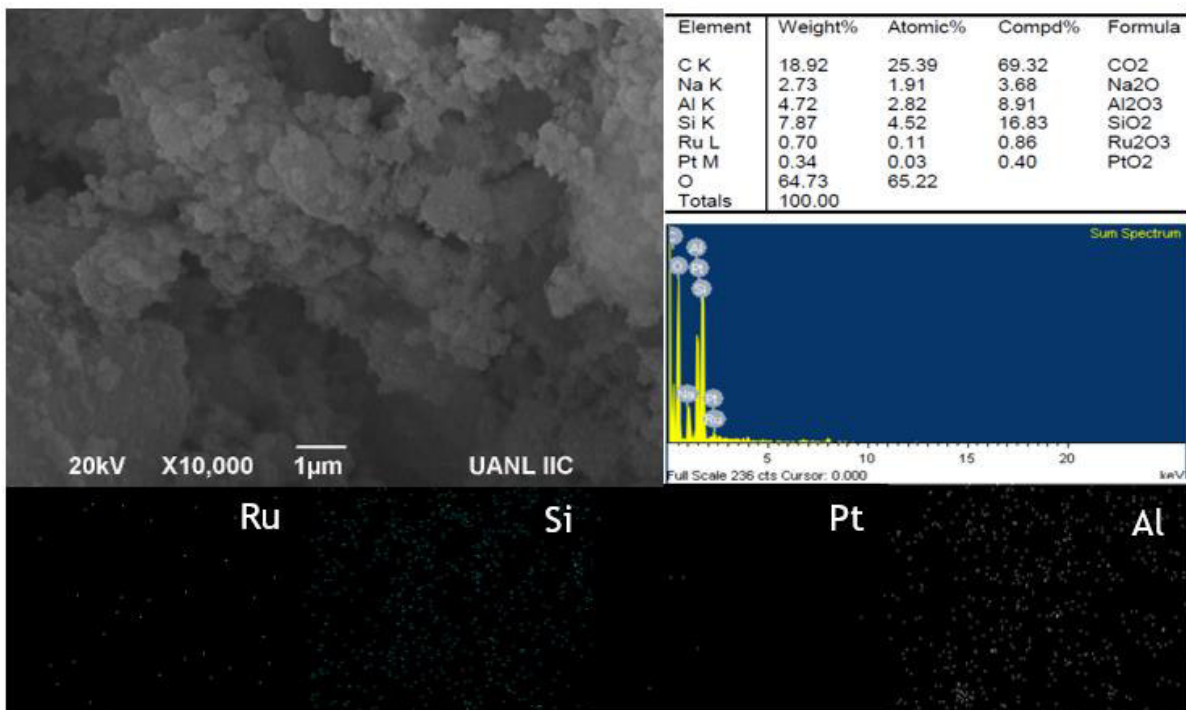 20kV X10,000 1μm UANL IIC
Element Weight% Atomic% Compd% Formula
C K 18.92 25.39 69.32 CO2
Na K 2.73 1.91 3.68 Na2O
Al K 4.72 2.82 8.91 Al2O3
Si K 7.87 4.52 16.83 SiO2
Ru L 0.70 0.11 0.86 Ru2O3
Pt M 0.34 0.03 0.40 PtO2
O 64.73 65.22
Totals 100.00
Sum Spectrum
Al
O Pt
Si
Na Pt
Ru
5 10 15 20
Full Scale 236 cts Cursor: 0.000 keV
Ru Si Pt Al